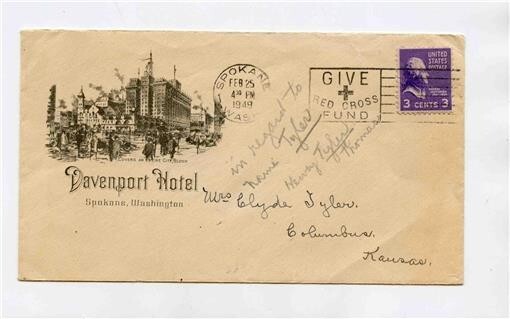 SPOKANE
FEB 25
4 30 PM
1949
WASH.
GIVE
RED CROSS
FUND
UNITED
STATES
POSTAGE
3 CENTS 3
COVERS AN ENTIRE CITY BLOCK
Davenport Hotel
Spokane, Washington
in regard to
name Tyler
Henry Tyler
Thomas
Mrs Clyde Tyler.
Columbus.
Kansas.